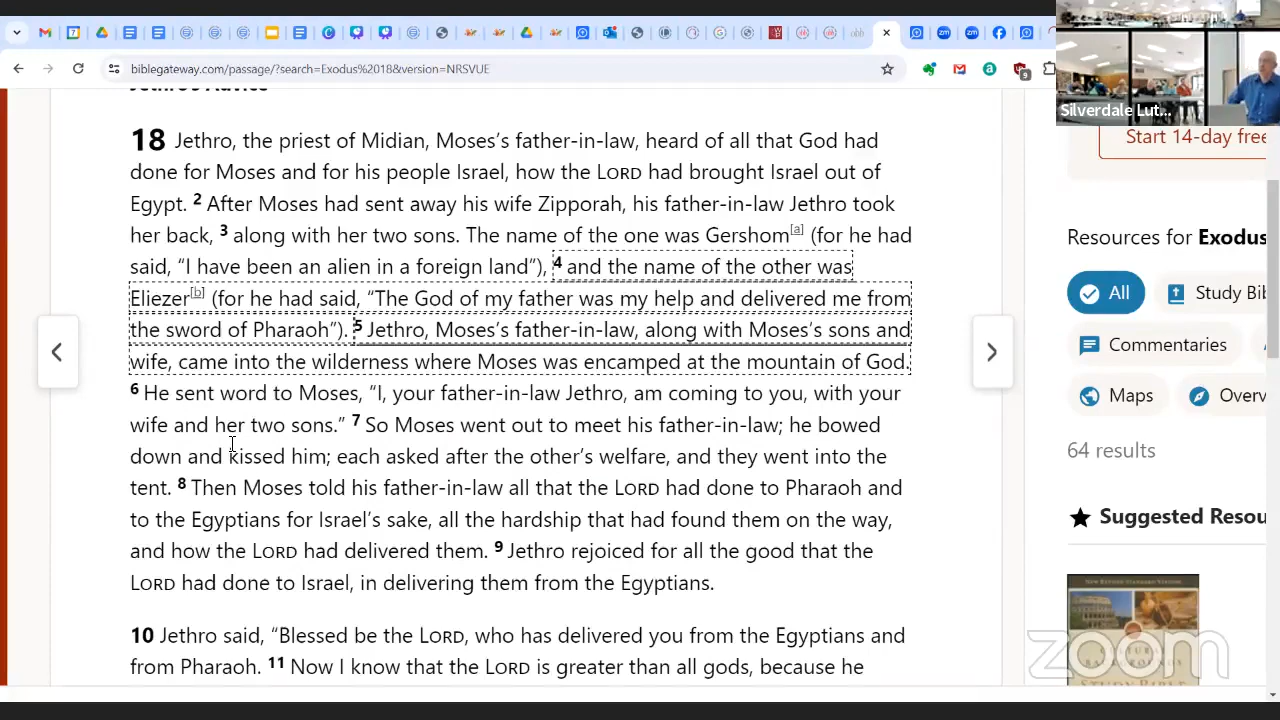 biblegateway.com/passage/?search=Exodus%2018&version=NRSVUE
9
Silverdale Lut...
Jethro's Advice
18 Jethro, the priest of Midian, Moses’s father-in-law, heard of all that God had
done for Moses and for his people Israel, how the LORD had brought Israel out of
Egypt. 2 After Moses had sent away his wife Zipporah, his father-in-law Jethro took
her back, 3 along with her two sons. The name of the one was Gershom[a] (for he had
said, “I have been an alien in a foreign land”), 4 and the name of the other was
Eliezer[b] (for he had said, “The God of my father was my help and delivered me from
the sword of Pharaoh”). 5 Jethro, Moses’s father-in-law, along with Moses’s sons and
wife, came into the wilderness where Moses was encamped at the mountain of God.
6 He sent word to Moses, “I, your father-in-law Jethro, am coming to you, with your
wife and her two sons.” 7 So Moses went out to meet his father-in-law; he bowed
down and kissed him; each asked after the other’s welfare, and they went into the
tent. 8 Then Moses told his father-in-law all that the LORD had done to Pharaoh and
to the Egyptians for Israel’s sake, all the hardship that had found them on the way,
and how the LORD had delivered them. 9 Jethro rejoiced for all the good that the
LORD had done to Israel, in delivering them from the Egyptians.
10 Jethro said, “Blessed be the LORD, who has delivered you from the Egyptians and
from Pharaoh. 11 Now I know that the LORD is greater than all gods, because he
Start 14-day free
Resources for Exodus
All
Study Bib
Commentaries
Maps
Overv
64 results
Suggested Resou
STUDY BIBLE
zoom